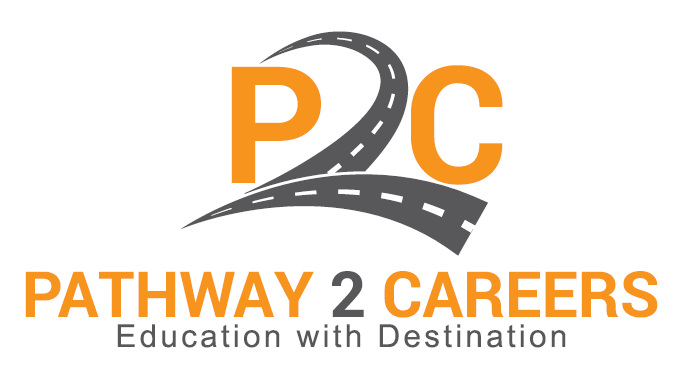 P2C
PATHWAY 2 CAREERS
Education with Destination